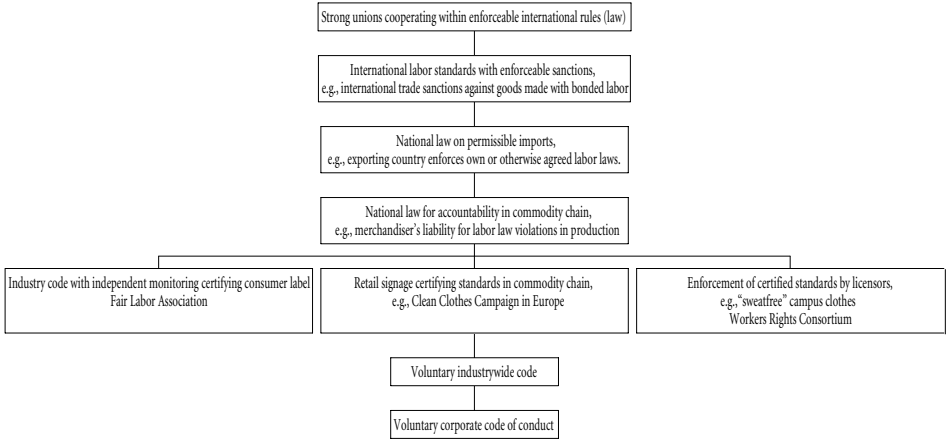 Strong unions cooperating within enforceable international rules (law)
International labor standards with enforceable sanctions,
e.g., international trade sanctions against goods made with bonded labor
National law on permissible imports,
e.g., exporting country enforces own or otherwise agreed labor laws.
National law for accountability in commodity chain,
e.g., merchandiser's liability for labor law violations in production
Industry code with independent monitoring certifying consumer label
Fair Labor Association
Retail signage certifying standards in commodity chain,
e.g., Clean Clothes Campaign in Europe
Enforcement of certified standards by licensors,
e.g.,“sweatfree” campus clothes
Workers Rights Consortium
Voluntary industrywide code
Voluntary corporate code of conduct